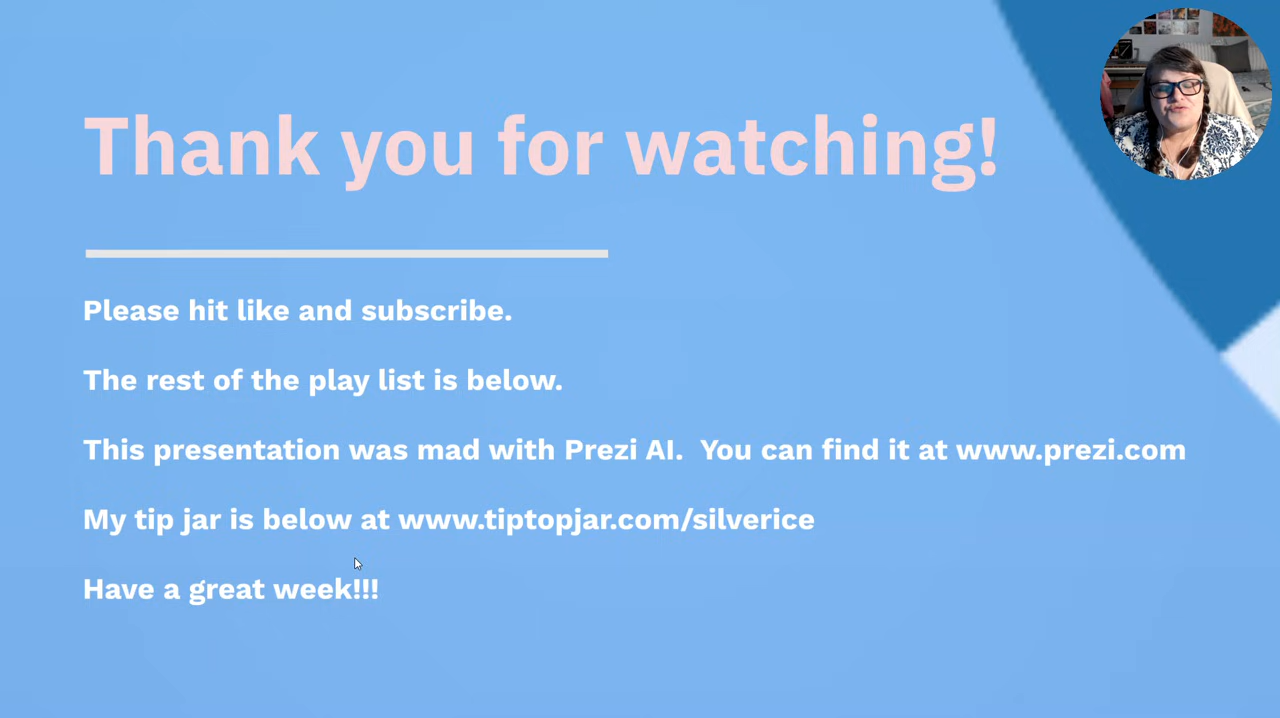 Thank you for watching!
Please hit like and subscribe.
The rest of the play list is below.
This presentation was mad with Prezi AI.  You can find it at www.prezi.com
My tip jar is below at www.tiptopjar.com/silverice
Have a great week!!!